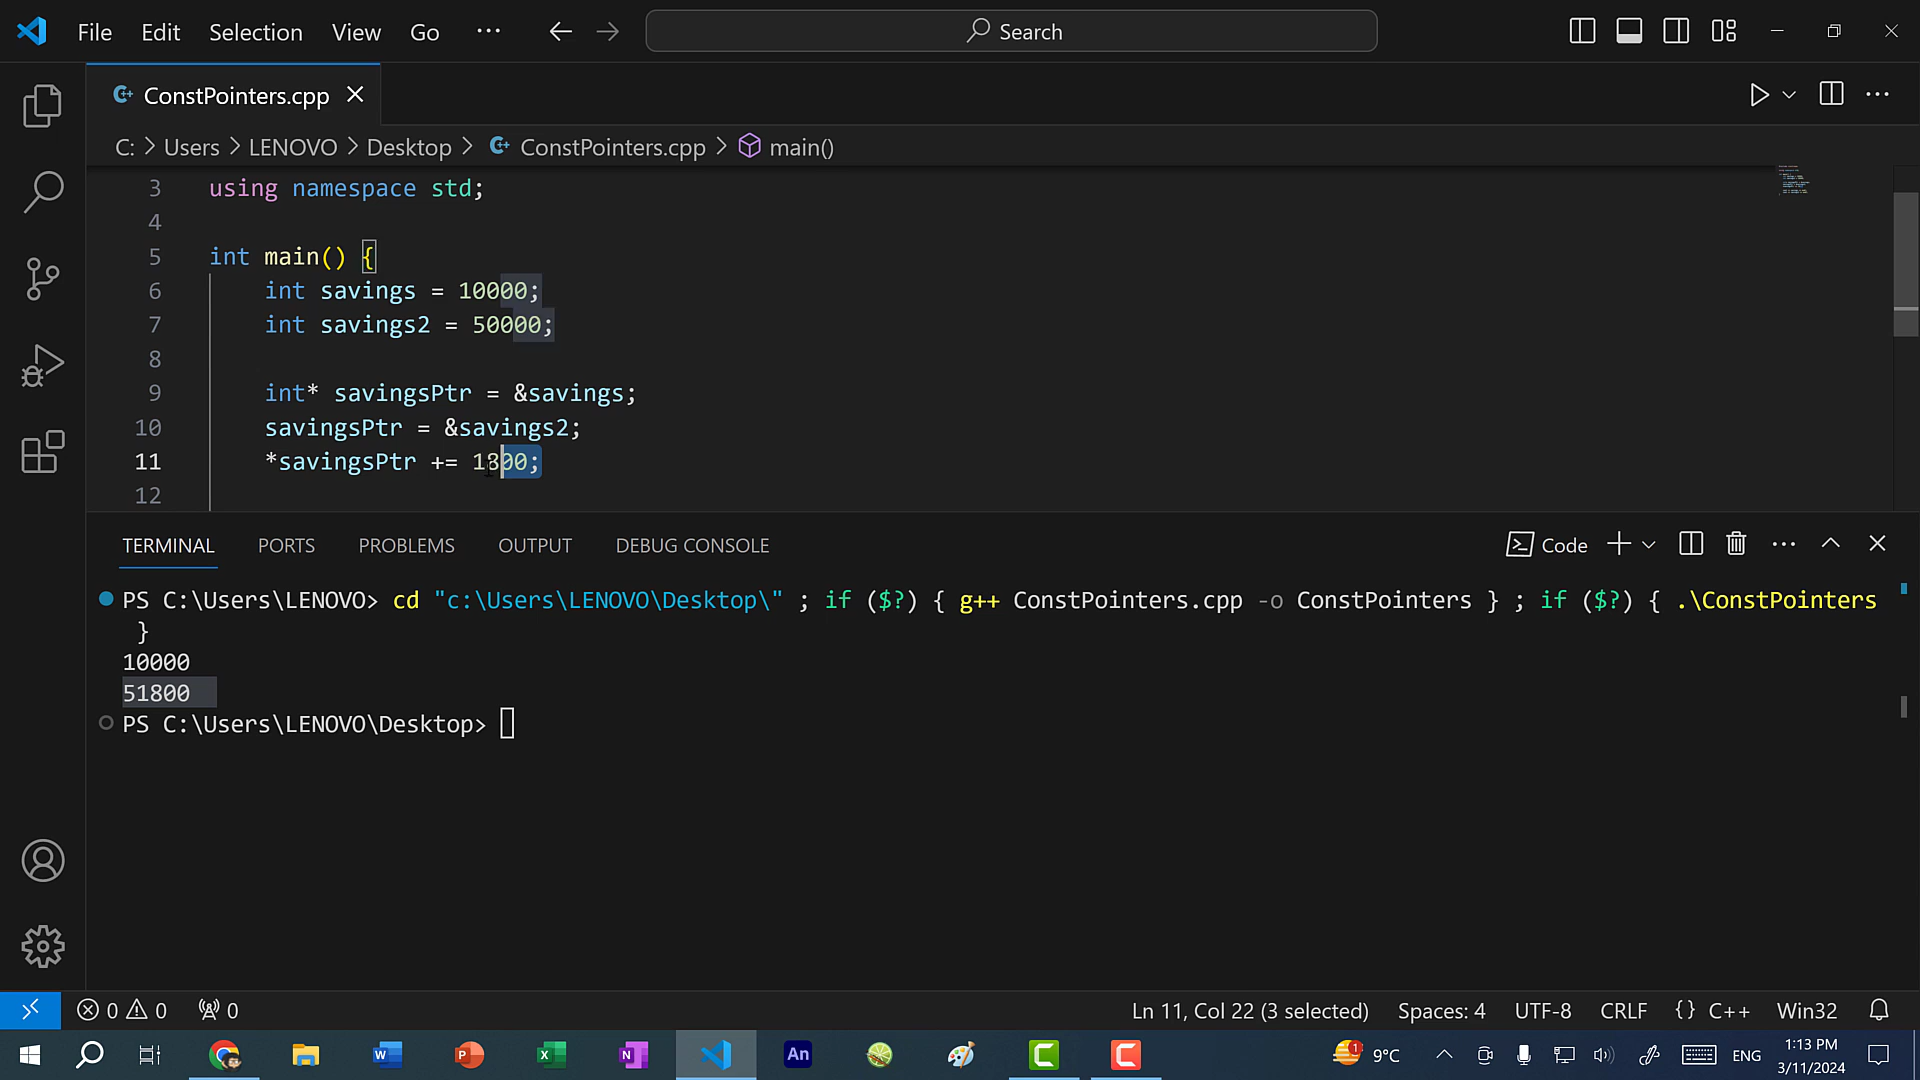 File Edit Selection View Go ··· Search
ConstPointers.cpp
C: > Users > LENOVO > Desktop > ConstPointers.cpp > main()
3 using namespace std;
4
5 int main() {
6 int savings = 10000;
7 int savings2 = 50000;
8
9 int* savingsPtr = &savings;
10 savingsPtr = &savings2;
11 *savingsPtr += 1800;
12
TERMINAL PORTS PROBLEMS OUTPUT DEBUG CONSOLE Code
PS C:\Users\LENOVO> cd "c:\Users\LENOVO\Desktop\" ; if ($?) { g++ ConstPointers.cpp -o ConstPointers } ; if ($?) { .\ConstPointers
}
10000
51800
PS C:\Users\LENOVO\Desktop>
0 0 0 Ln 11, Col 22 (3 selected) Spaces: 4 UTF-8 CRLF {} C++ Win32
W P X N An 1 9°C ENG 1:13 PM
3/11/2024